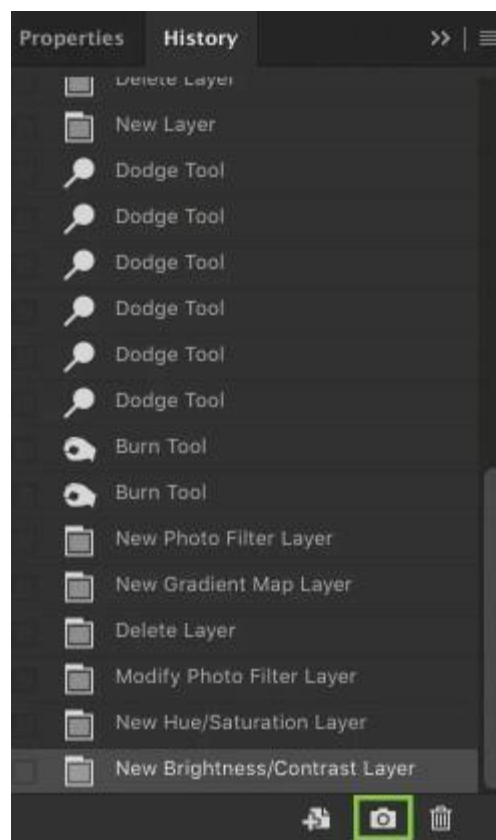 Properties
History
Delete Layer
New Layer
Dodge Tool
Dodge Tool
Dodge Tool
Dodge Tool
Dodge Tool
Dodge Tool
Burn Tool
Burn Tool
New Photo Filter Layer
New Gradient Map Layer
Delete Layer
Modify Photo Filter Layer
New Hue/Saturation Layer
New Brightness/Contrast Layer